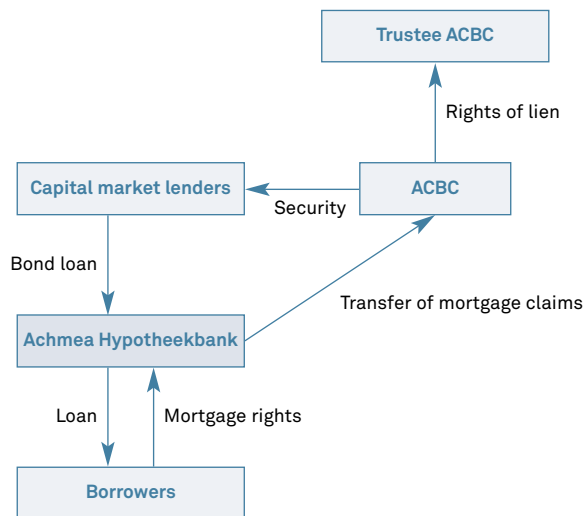 Trustee ACBC
Rights of lien
Capital market lenders
ACBC
Security
Bond loan
Transfer of mortgage claims
Achmea Hypotheekbank
Loan
Mortgage rights
Borrowers